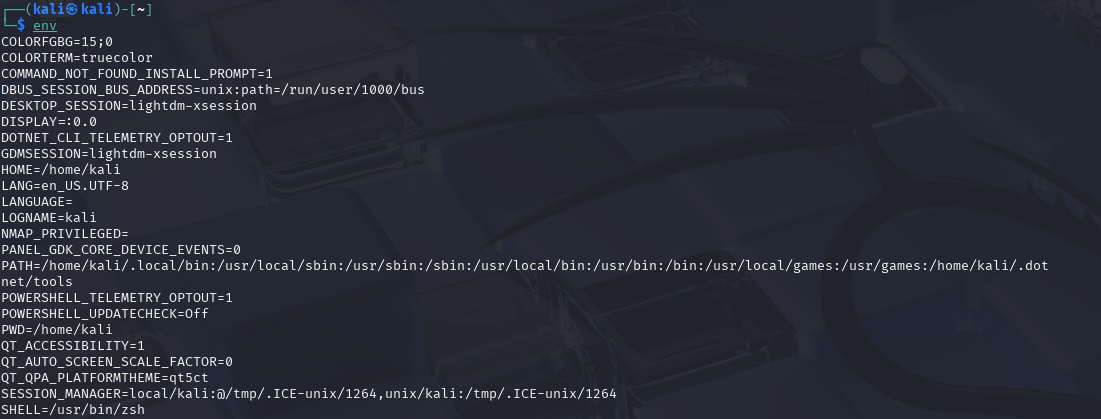 ┌──(kali㉿kali)-[~]
└─$ env
COLORFGBG=15;0
COLORTERM=truecolor
COMMAND_NOT_FOUND_INSTALL_PROMPT=1
DBUS_SESSION_BUS_ADDRESS=unix:path=/run/user/1000/bus
DESKTOP_SESSION=lightdm-xsession
DISPLAY=:0.0
DOTNET_CLI_TELEMETRY_OPTOUT=1
GDMSESSION=lightdm-xsession
HOME=/home/kali
LANG=en_US.UTF-8
LANGUAGE=
LOGNAME=kali
NMAP_PRIVILEGED=
PANEL_GDK_CORE_DEVICE_EVENTS=0
PATH=/home/kali/.local/bin:/usr/local/sbin:/usr/sbin:/sbin:/usr/local/bin:/usr/bin:/bin:/usr/local/games:/usr/games:/home/kali/.dot
net/tools
POWERSHELL_TELEMETRY_OPTOUT=1
POWERSHELL_UPDATECHECK=Off
PWD=/home/kali
QT_ACCESSIBILITY=1
QT_AUTO_SCREEN_SCALE_FACTOR=0
QT_QPA_PLATFORMTHEME=qt5ct
SESSION_MANAGER=local/kali:@/tmp/.ICE-unix/1264,unix/kali:/tmp/.ICE-unix/1264
SHELL=/usr/bin/zsh